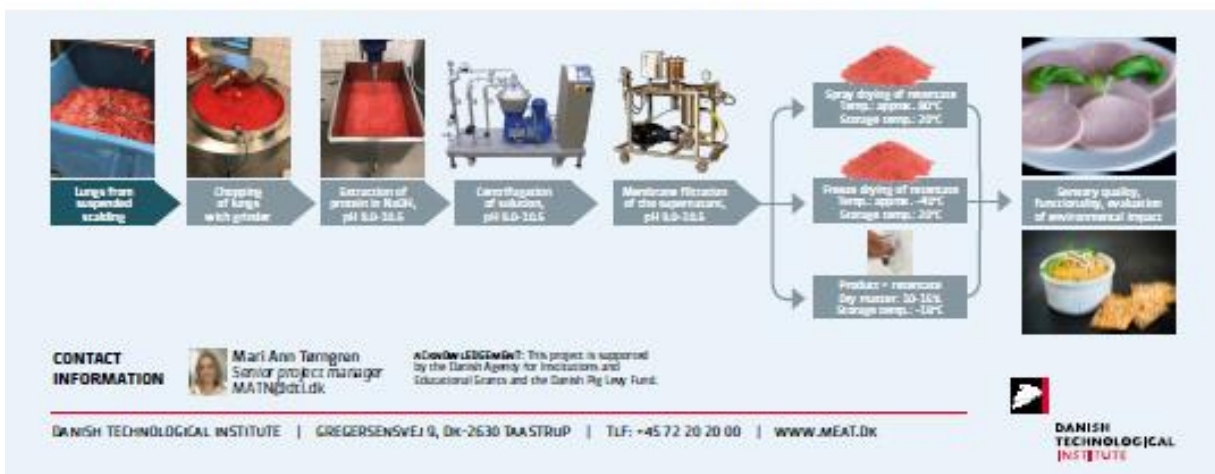 Lungs from
suspended
scalding
Chopping
of lungs
with grinder
Extraction of
protein in NaOH,
pH 9.0-10.5
Centrifugation
of solution,
pH 9.0-10.5
Membrane filtration
of the supernatant,
pH 9.0-10.5
Spray drying of retentate
Temp.: approx. 80°C
Storage temp.: 20°C
Freeze drying of retentate
Temp.: approx. -40°C
Storage temp.: 20°C
Product = retentate
Dry matter: 10-16%
Storage temp.: -18°C
Sensory quality,
functionality, evaluation
of environmental impact
CONTACT
INFORMATION
Mari Ann Tørngren
Senior project manager
MATN@dti.dk
ACKNOWLEDGEMENT: This project is supported
by the Danish Agency for Institutions and
Educational Grants and the Danish Pig Levy Fund.
DANISH TECHNOLOGICAL INSTITUTE | GREGERSENSVEJ 9, DK-2630 TAASTRUP | TLF: +45 72 20 20 00 | WWW.MEAT.DK
DANISH
TECHNOLOGICAL
INSTITUTE